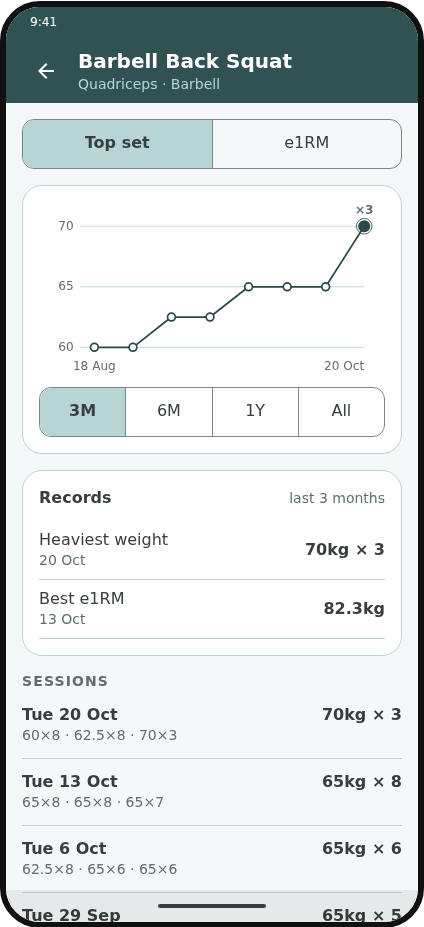 9:41
Barbell Back Squat
Quadriceps · Barbell
Top set
e1RM
×3
70
65
60
18 Aug
20 Oct
3M
6M
1Y
All
Records
last 3 months
Heaviest weight
20 Oct
70kg × 3
Best e1RM
13 Oct
82.3kg
SESSIONS
Tue 20 Oct
70kg × 3
60×8 · 62.5×8 · 70×3
Tue 13 Oct
65kg × 8
65×8 · 65×8 · 65×7
Tue 6 Oct
65kg × 6
62.5×8 · 65×6 · 65×6
Tue 29 Sep
65kg × 5